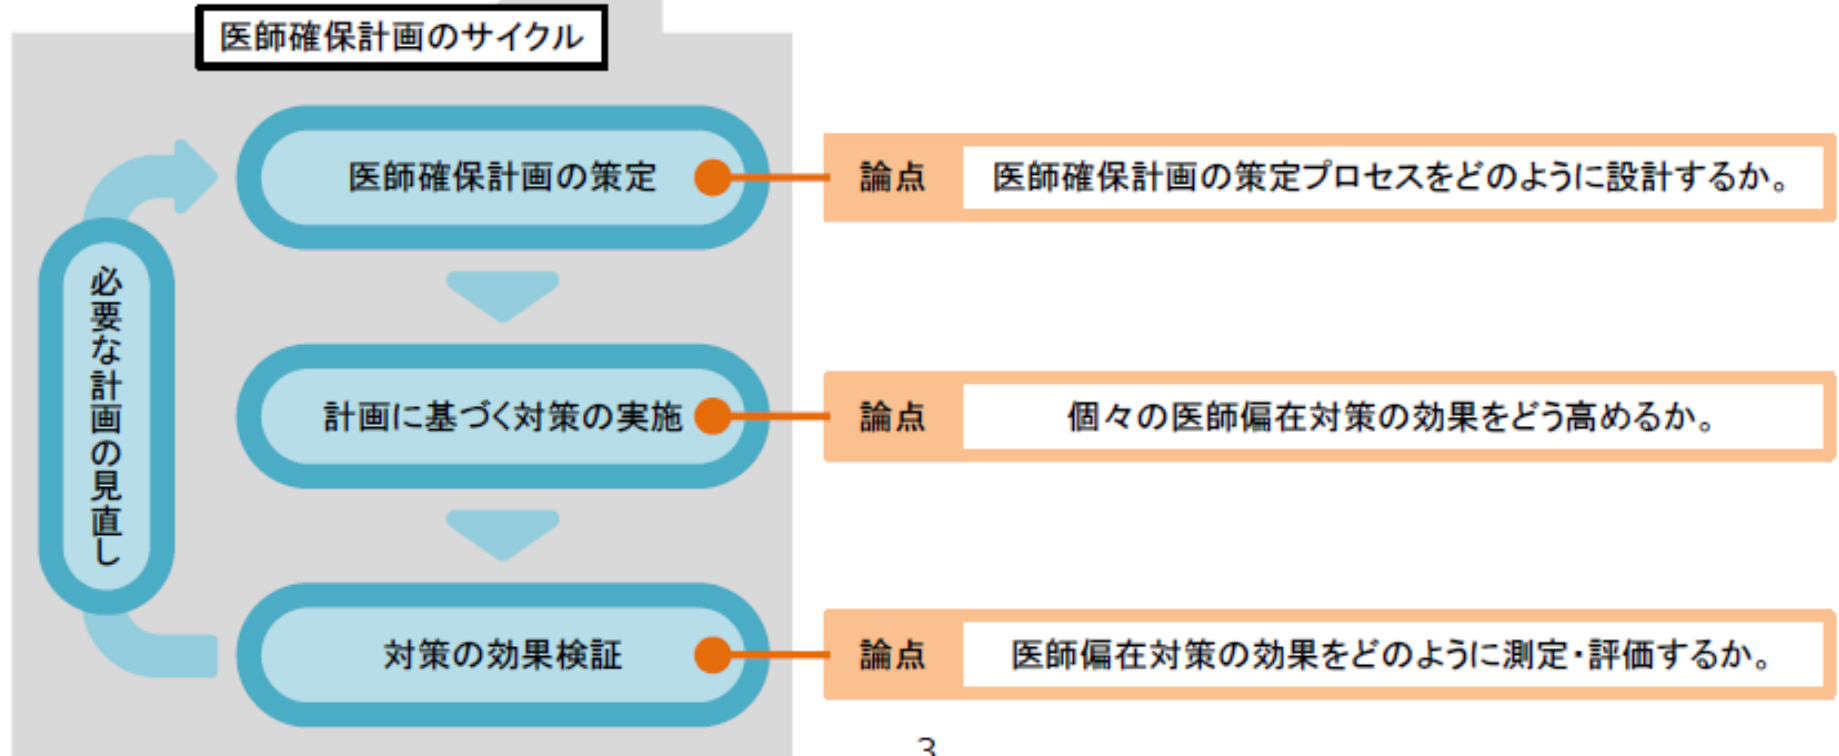 医師確保計画のサイクル
医師確保計画の策定
論点 医師確保計画の策定プロセスをどのように設計するか。
必要な計画の見直し
計画に基づく対策の実施
論点 個々の医師偏在対策の効果をどう高めるか。
対策の効果検証
論点 医師偏在対策の効果をどのように測定・評価するか。
3